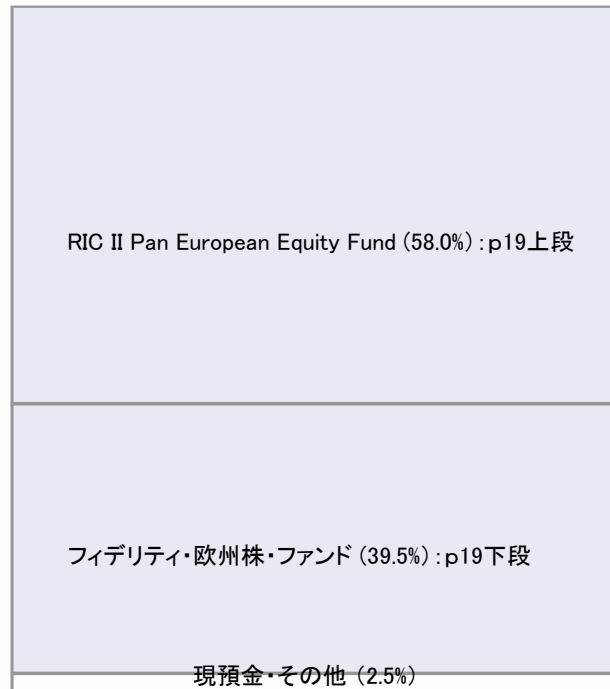 RIC II Pan European Equity Fund (58.0%):p19上段
フィデリティ・欧州株・ファンド (39.5%):p19下段
現預金・その他 (2.5%)